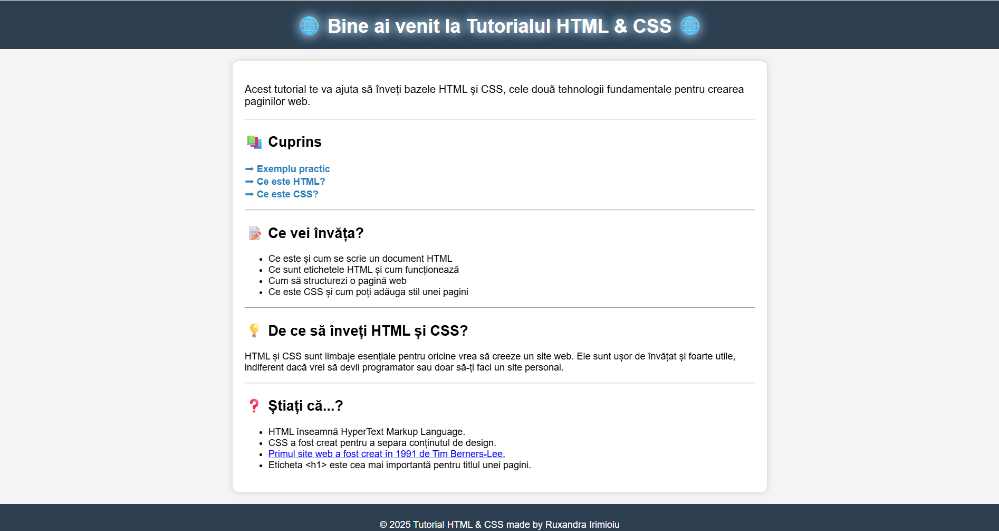 🌐 Bine ai venit la Tutorialul HTML & CSS 🌐
Acest tutorial te va ajuta să înveți bazele HTML și CSS, cele două tehnologii fundamentale pentru crearea
paginilor web.
📚 Cuprins
➞ Exemplu practic
➞ Ce este HTML?
➞ Ce este CSS?
📝 Ce vei învăța?
• Ce este și cum se scrie un document HTML
• Ce sunt etichetele HTML și cum funcționează
• Cum să structurezi o pagină web
• Ce este CSS și cum poți adăuga stil unei pagini
💡 De ce să înveți HTML și CSS?
HTML și CSS sunt limbaje esențiale pentru oricine vrea să creeze un site web. Ele sunt ușor de învățat și foarte utile,
indiferent dacă vrei să devii programator sau doar să-ți faci un site personal.
❓ Știați că...?
• HTML înseamnă HyperText Markup Language.
• CSS a fost creat pentru a separa conținutul de design.
• Primul site web a fost creat în 1991 de Tim Berners-Lee.
• Eticheta <h1> este cea mai importantă pentru titlul unei pagini.
© 2025 Tutorial HTML & CSS made by Ruxandra Irimioiu